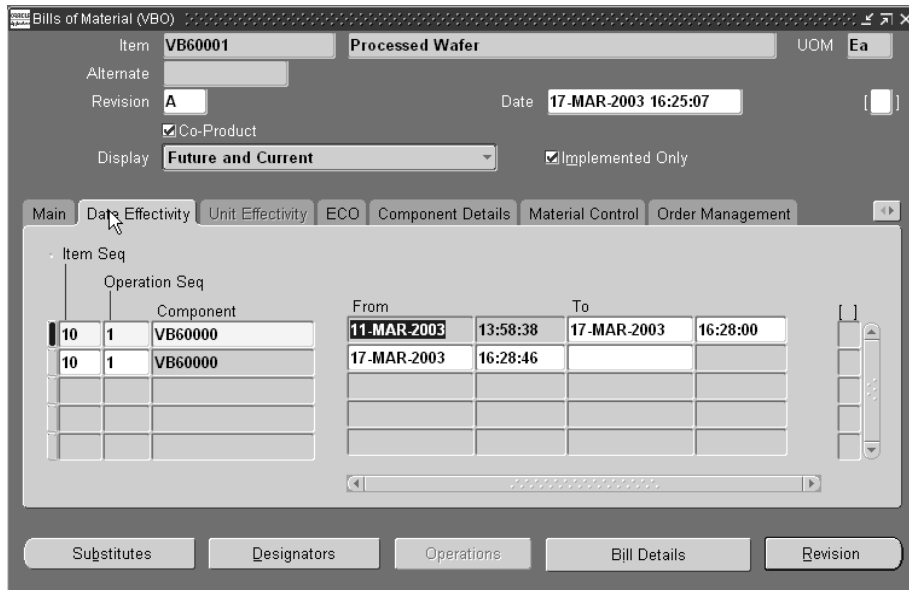 ORACLE Bills of Material (VBO)
Item VB60001 Processed Wafer UOM Ea
Alternate
Revision A Date 17-MAR-2003 16:25:07 [ ]
Co-Product
Display Future and Current Implemented Only
Main Date Effectivity Unit Effectivity ECO Component Details Material Control Order Management
Item Seq
Operation Seq
Component From To [ ]
10 1 VB60000 11-MAR-2003 13:58:38 17-MAR-2003 16:28:00
10 1 VB60000 17-MAR-2003 16:28:46
Substitutes Designators Operations Bill Details Revision